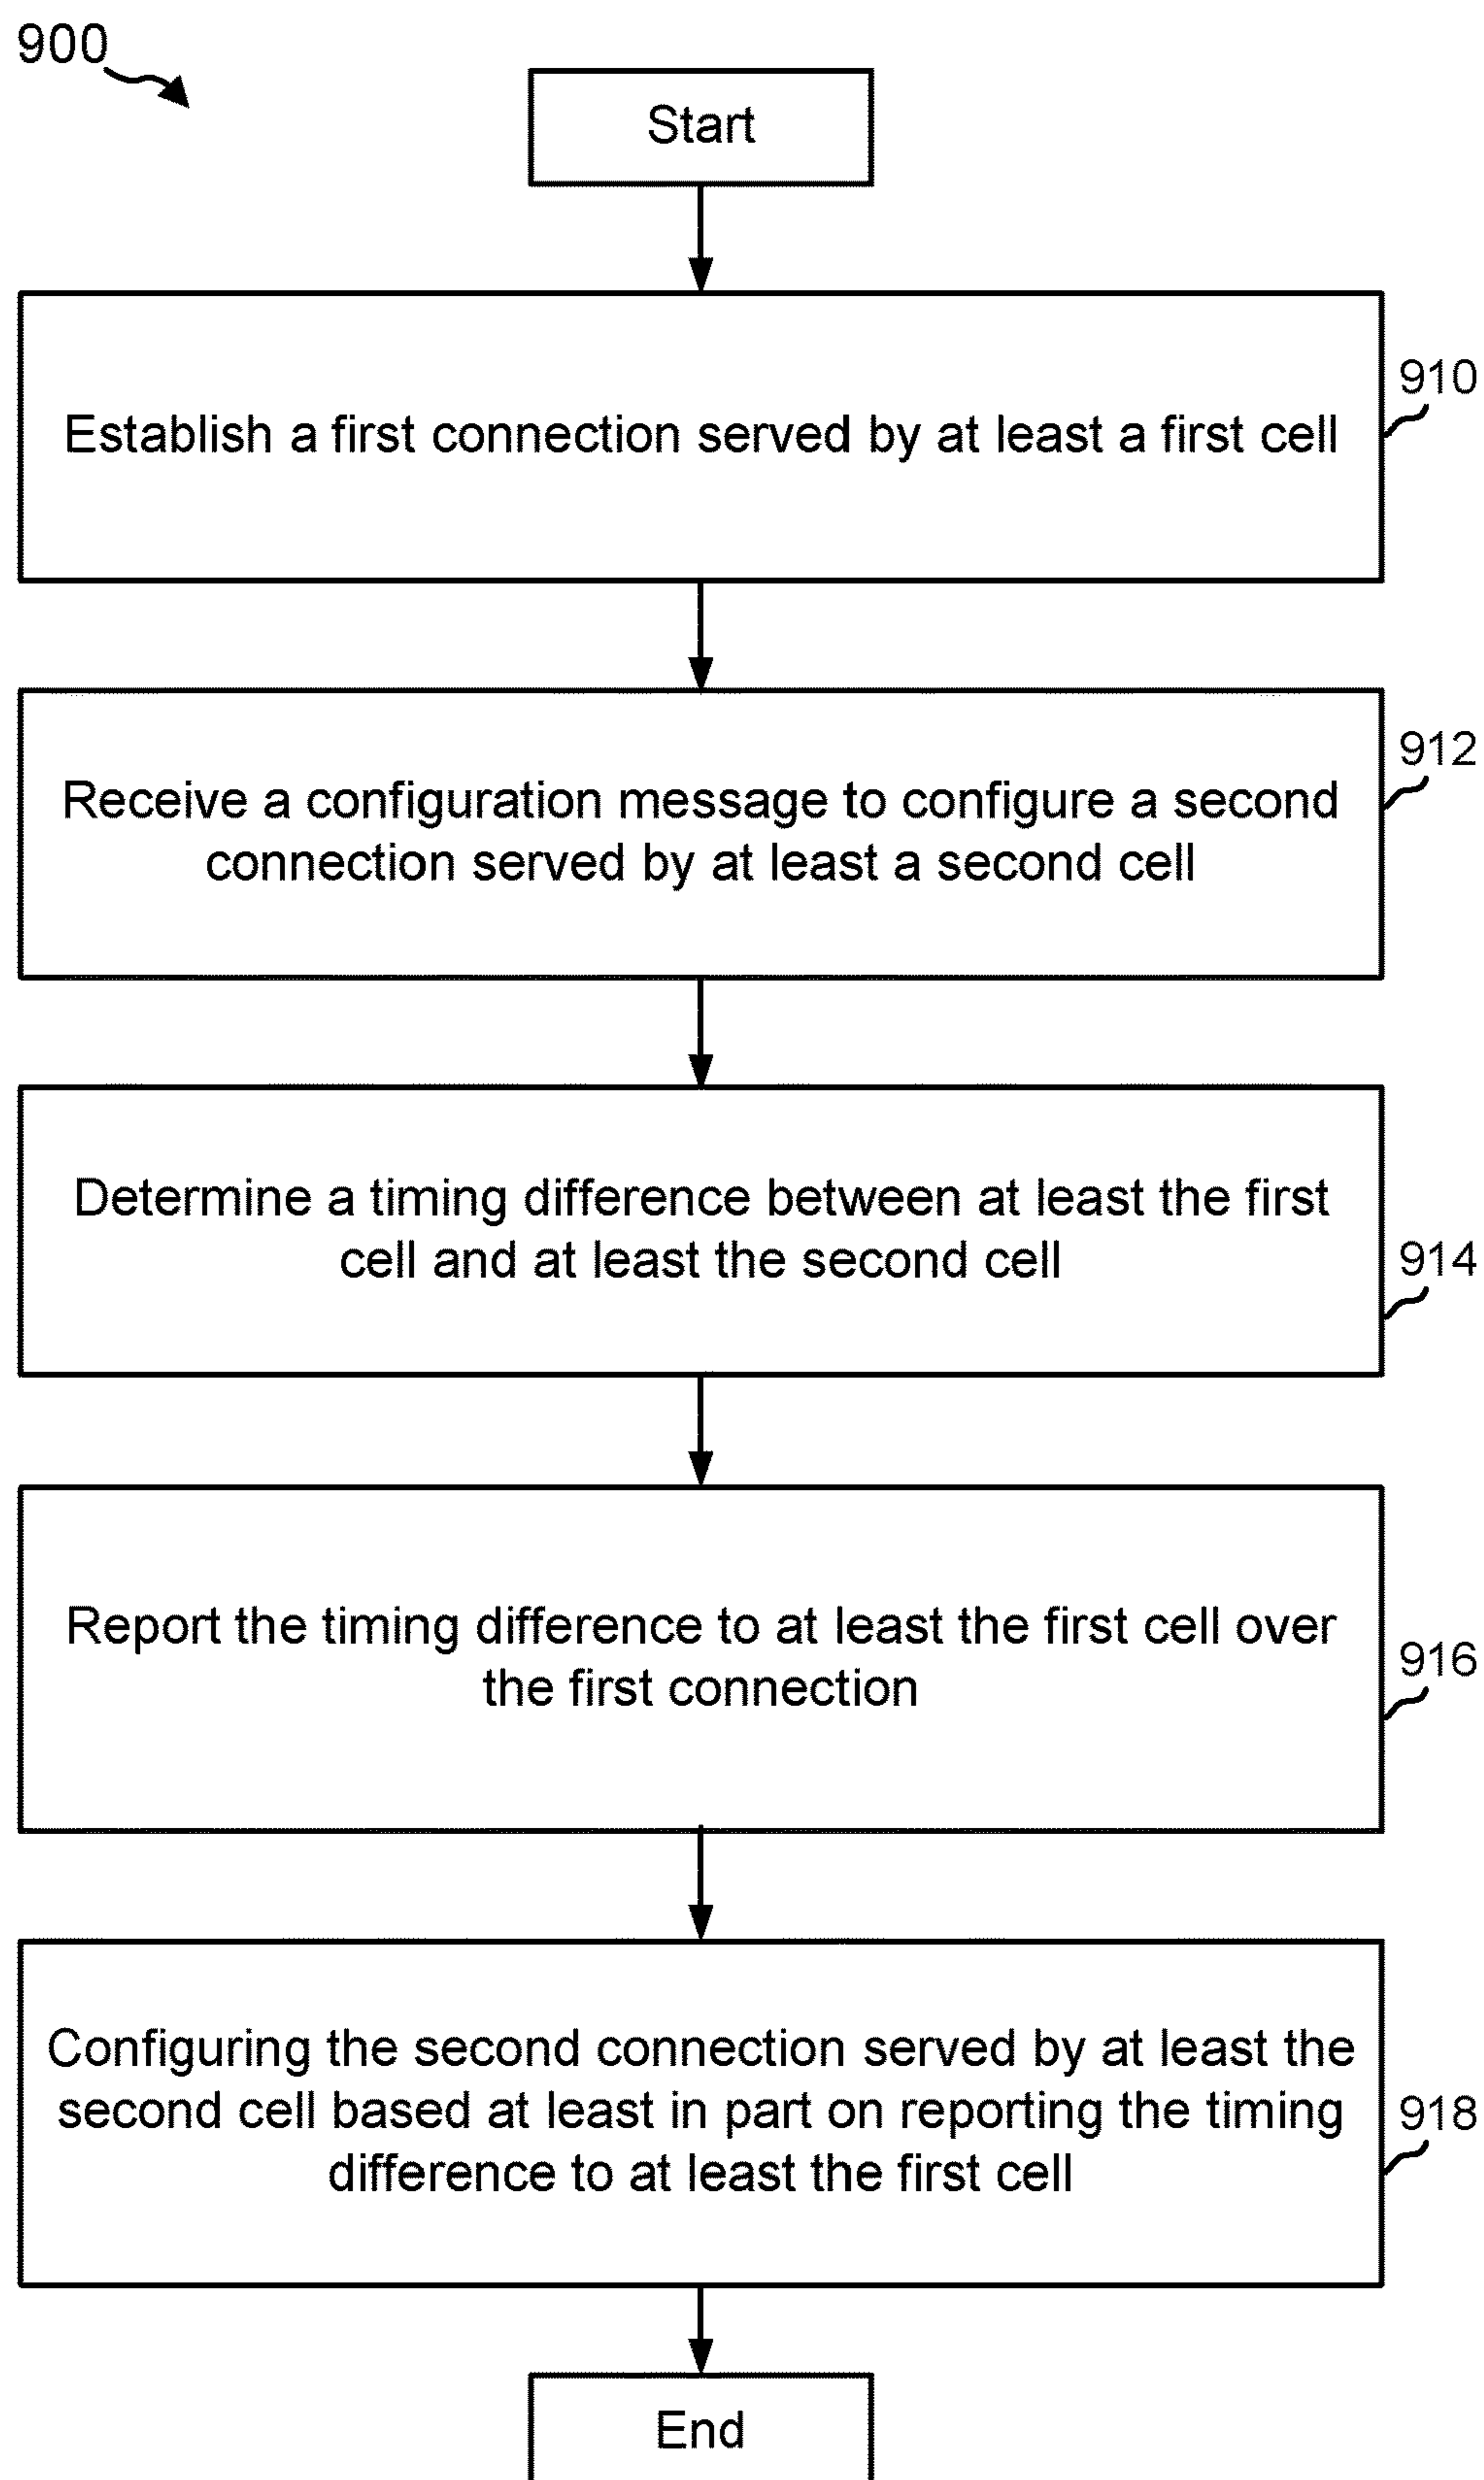 900
Start
Establish a first connection served by at least a first cell
910
Receive a configuration message to configure a second
connection served by at least a second cell
912
Determine a timing difference between at least the first
cell and at least the second cell
914
Report the timing difference to at least the first cell over
the first connection
916
Configuring the second connection served by at least the
second cell based at least in part on reporting the timing
difference to at least the first cell
918
End